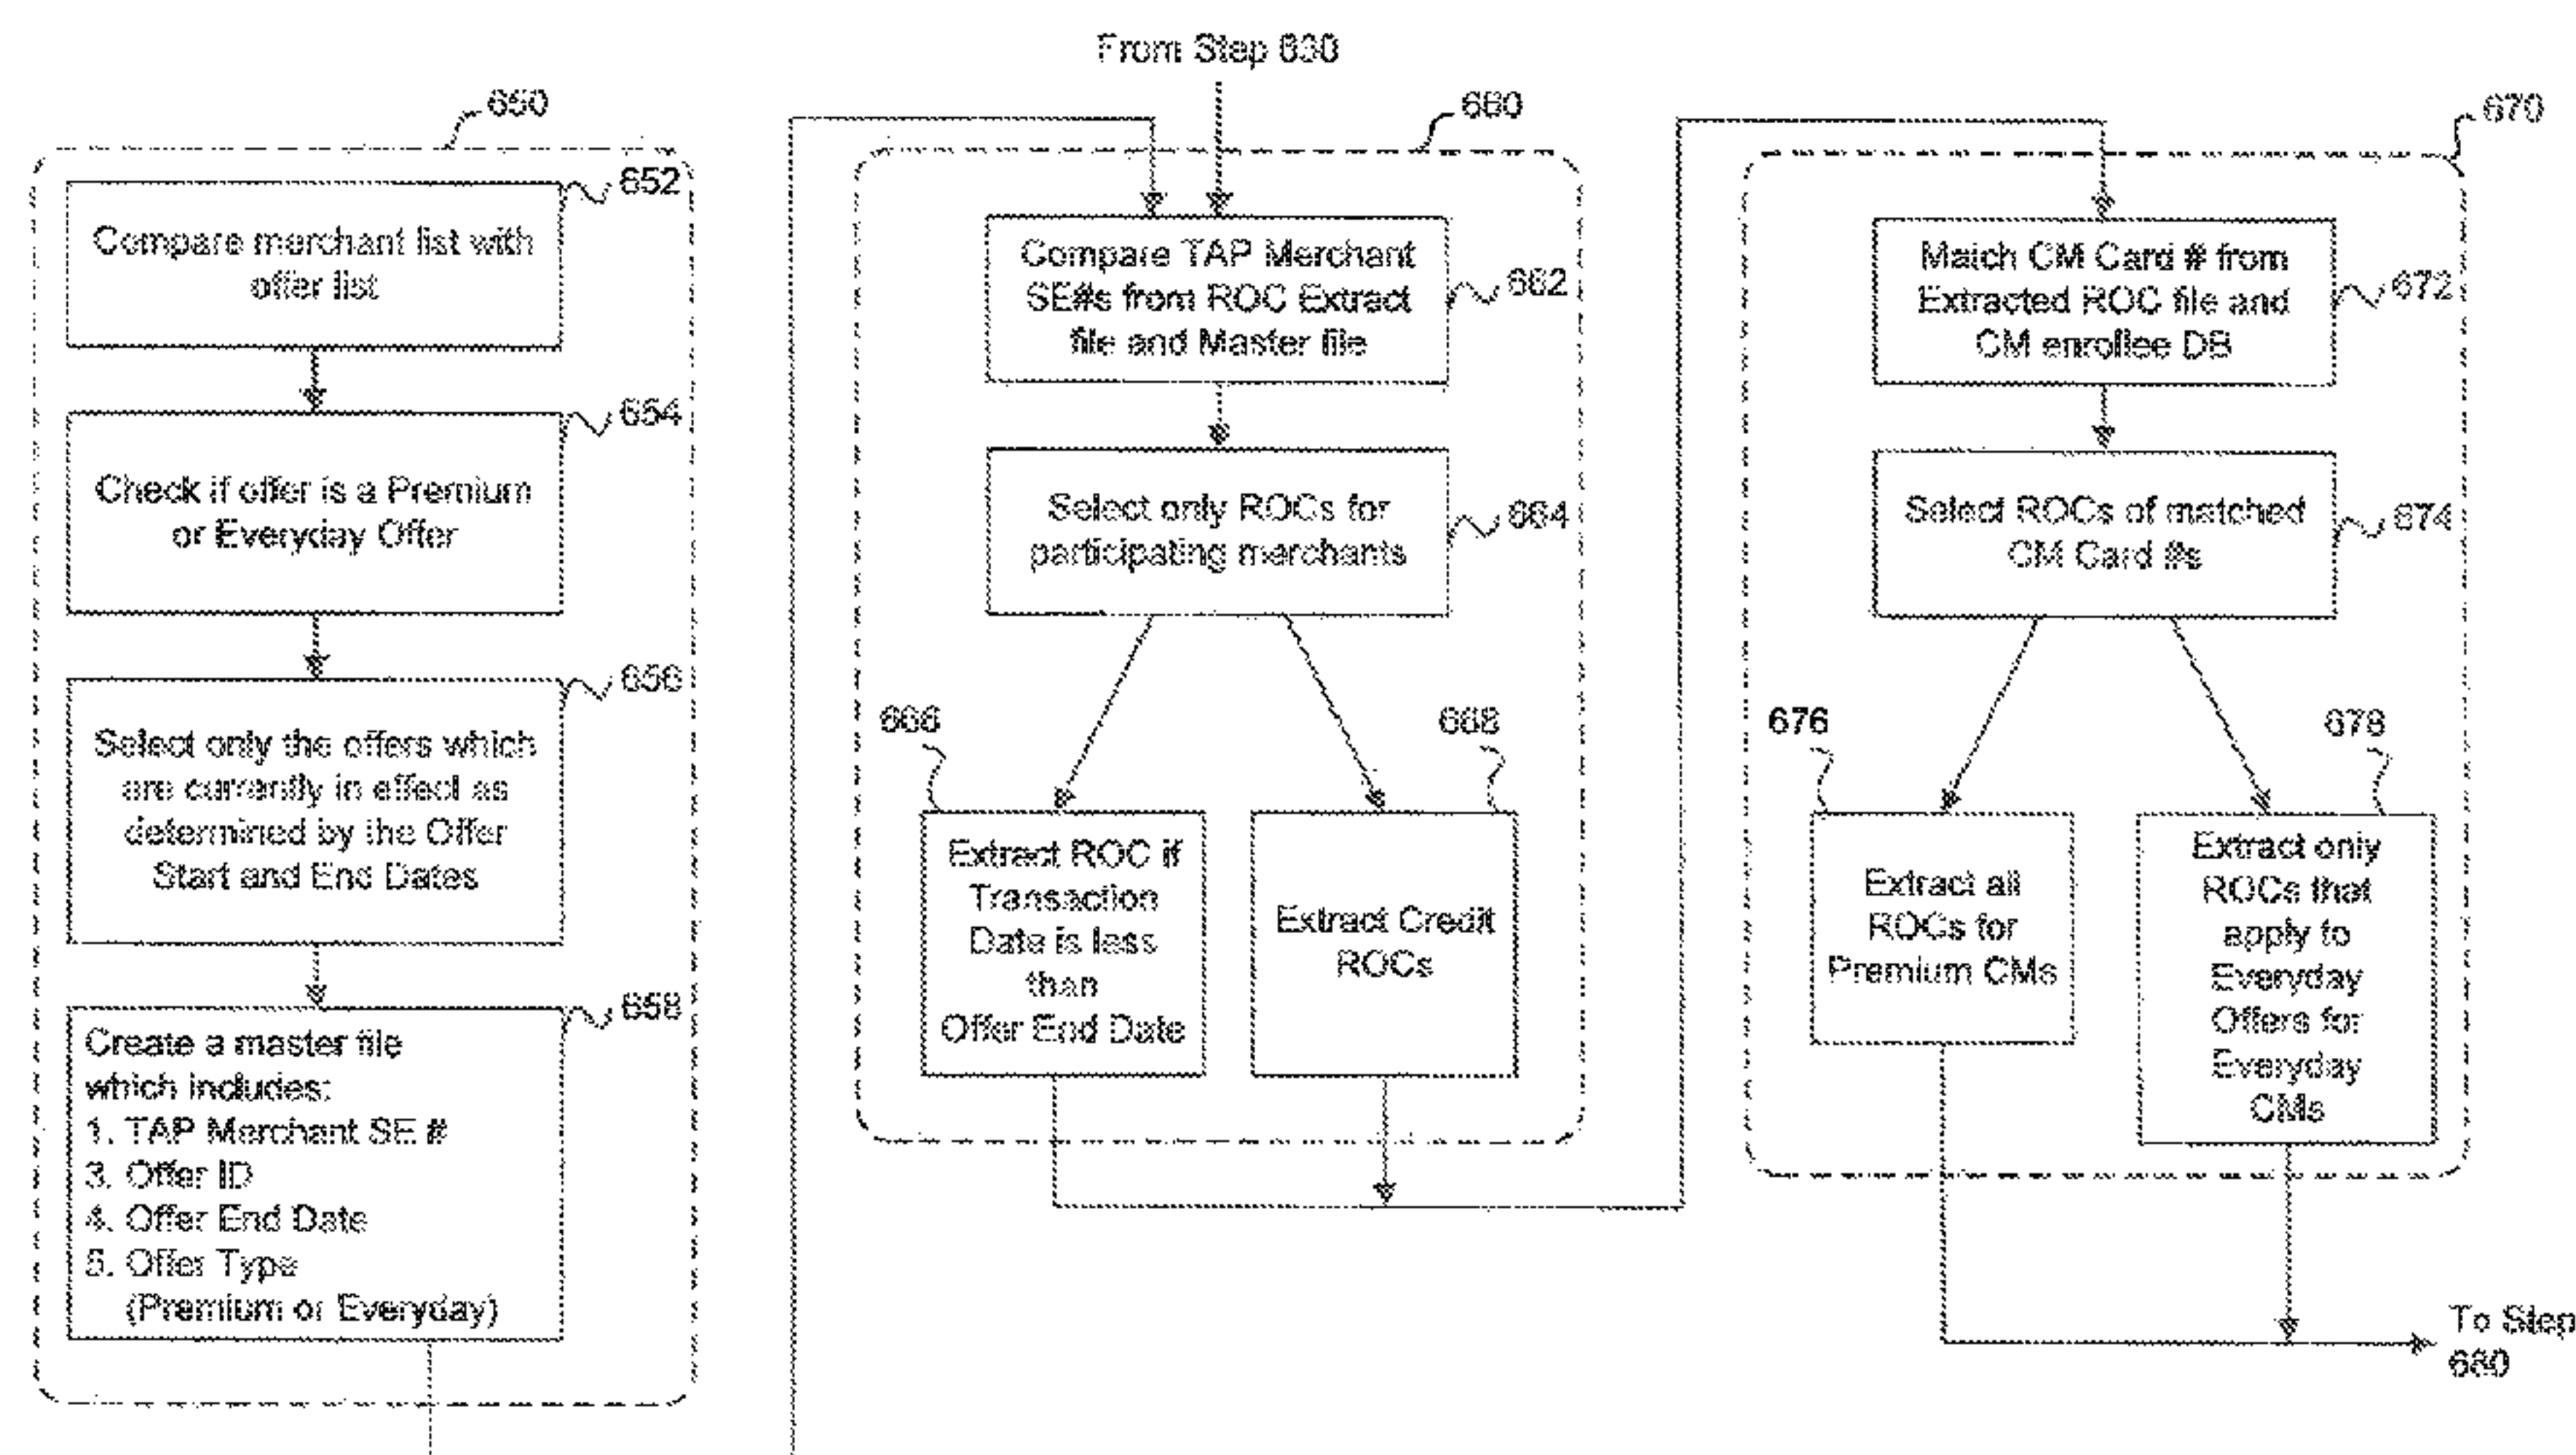 650
652
Compare merchant list with
offer list
654
Check if offer is a Premium
or Everyday Offer
656
Select only the offers which
are currently in effect as
determined by the Offer
Start and End Dates
658
Create a master file
which includes:
1. TAP Merchant SE #
3. Offer ID
4. Offer End Date
5. Offer Type
(Premium or Everyday)
From Step 630
660
Compare TAP Merchant
SE#s from ROC Extract
file and Master file
662
Select only ROCs for
participating merchants
664
666
Extract ROC if
Transaction
Date is less
than
Offer End Date
668
Extract Credit
ROCs
670
Match CM Card # from
Extracted ROC file and
CM enrollee DB
672
Select ROCs of matched
CM Card #s
674
676
Extract all
ROCs for
Premium CMs
678
Extract only
ROCs that
apply to
Everyday
Offers for
Everyday
CMs
To Step
680